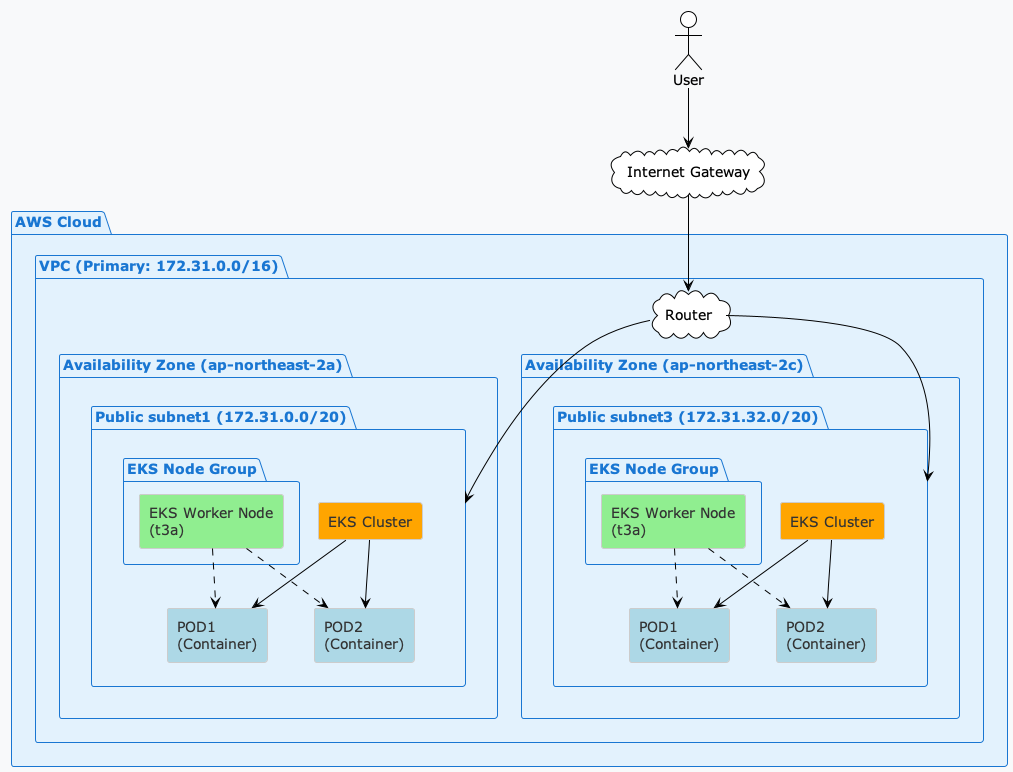 User
Internet Gateway
AWS Cloud
VPC (Primary: 172.31.0.0/16)
Router
Availability Zone (ap-northeast-2a)
Public subnet1 (172.31.0.0/20)
EKS Node Group
EKS Worker Node
(t3a)
EKS Cluster
POD1
(Container)
POD2
(Container)
Availability Zone (ap-northeast-2c)
Public subnet3 (172.31.32.0/20)
EKS Node Group
EKS Worker Node
(t3a)
EKS Cluster
POD1
(Container)
POD2
(Container)